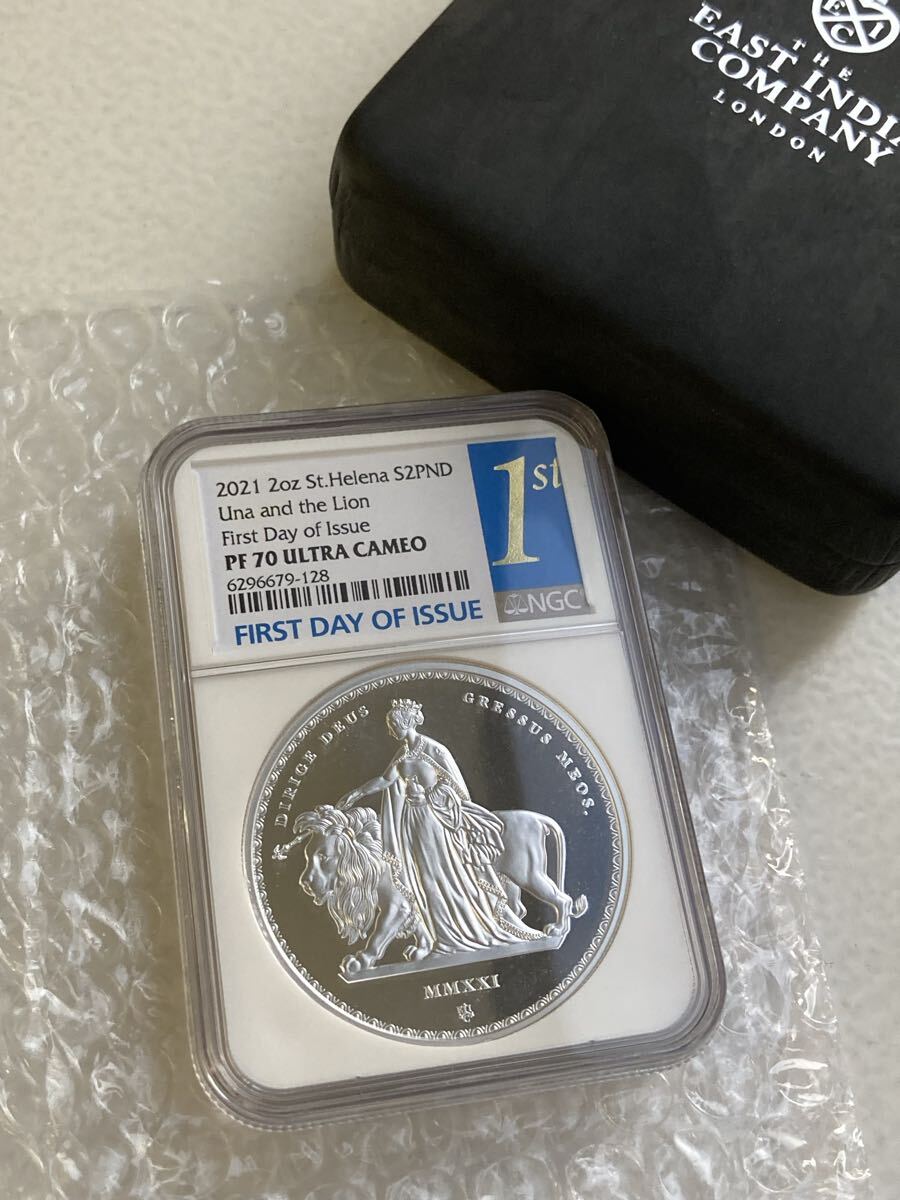 E I C
THE
EAST INDIA
COMPANY
LONDON
2021 2oz St.Helena S2PND
Una and the Lion
First Day of Issue
PF 70 ULTRA CAMEO
6296679-128
FIRST DAY OF ISSUE
1st
NGC
DIRIGE DEUS GRESSUS MEOS.
MMXXI